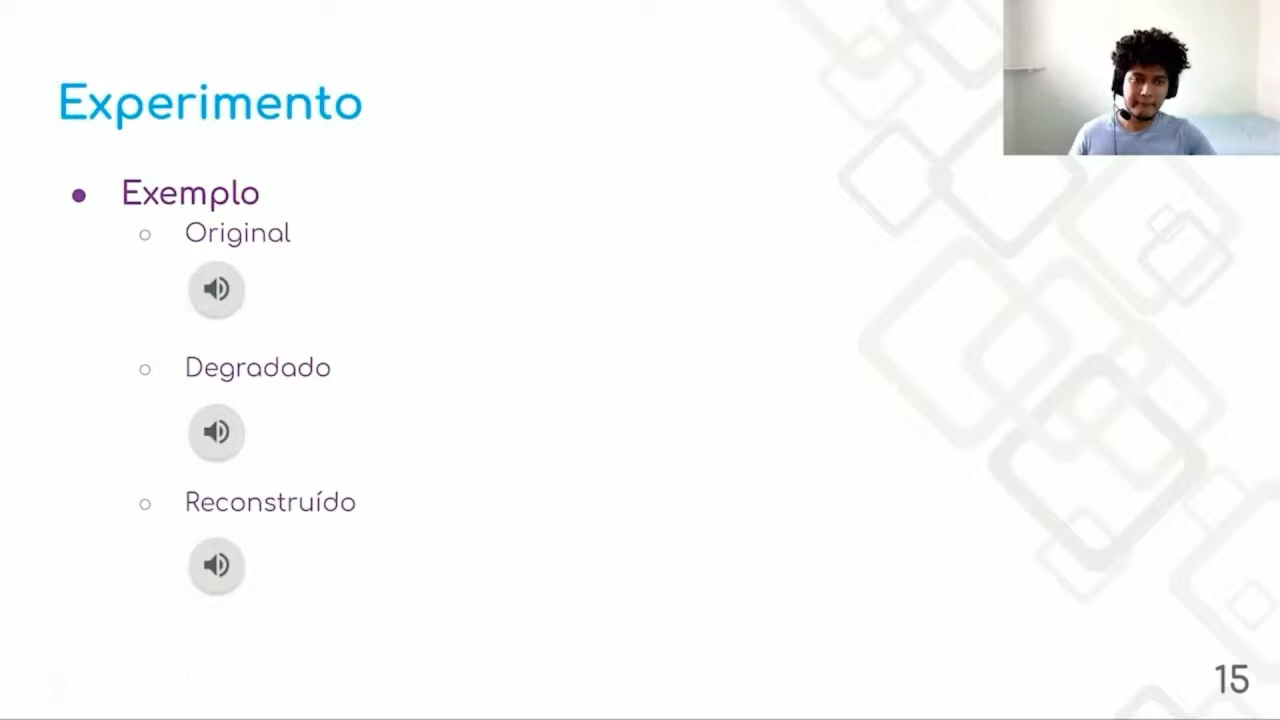 Experimento
● Exemplo
○ Original
○ Degradado
○ Reconstruído
15